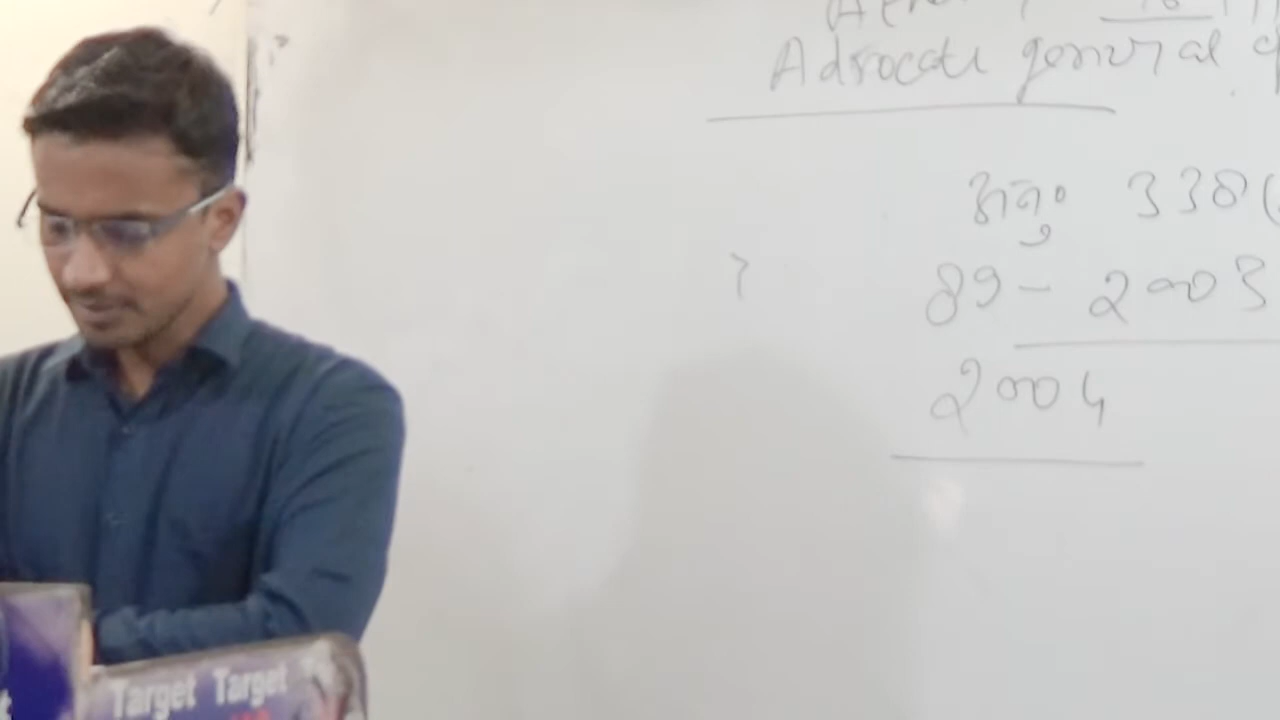 Advocate general
अनु० 338(
89 - 2003
2004
Target Target